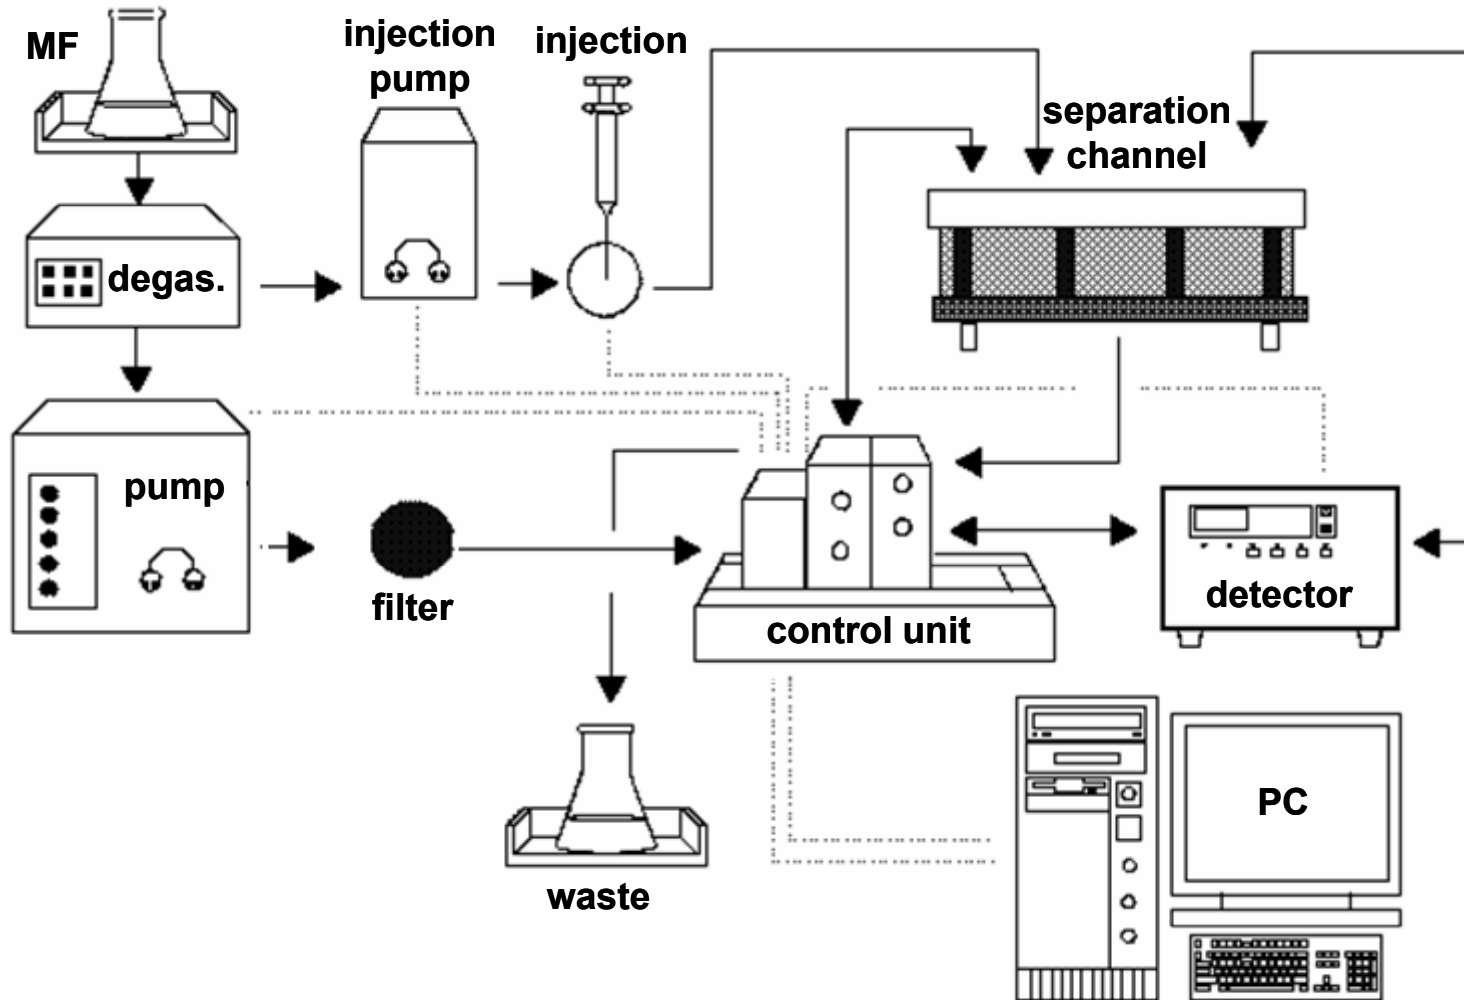 MF
injection
pump
injection
separation
channel
degas.
pump
filter
control unit
detector
PC
waste